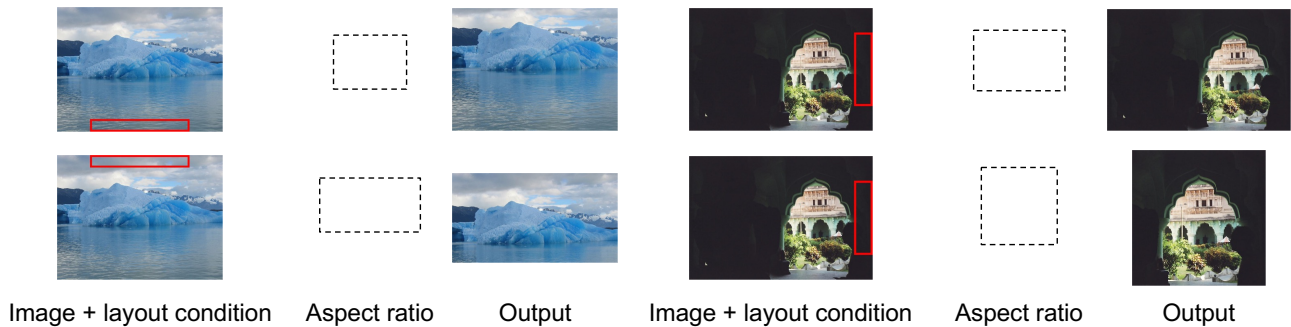 Image + layout condition Aspect ratio Output Image + layout condition Aspect ratio Output